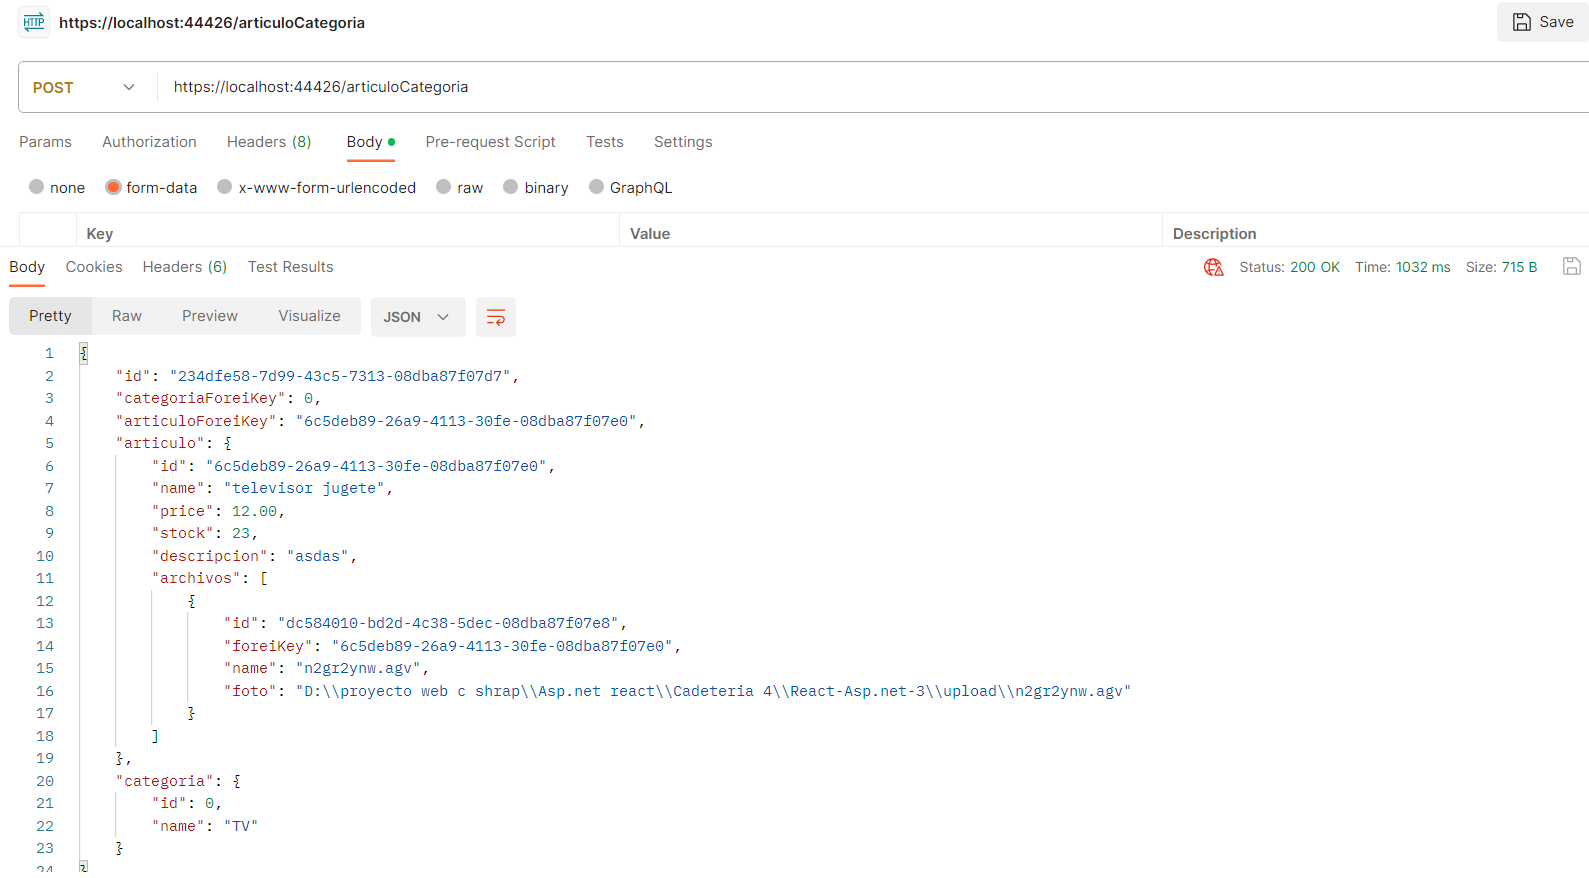 HTTP https://localhost:44426/articuloCategoria Save
POST https://localhost:44426/articuloCategoria
Params Authorization Headers (8) Body Pre-request Script Tests Settings
none form-data x-www-form-urlencoded raw binary GraphQL
Key Value Description
Body Cookies Headers (6) Test Results Status: 200 OK Time: 1032 ms Size: 715 B
Pretty Raw Preview Visualize JSON
1 {
2 "id": "234dfe58-7d99-43c5-7313-08dba87f07d7",
3 "categoriaForeiKey": 0,
4 "articuloForeiKey": "6c5deb89-26a9-4113-30fe-08dba87f07e0",
5 "articulo": {
6 "id": "6c5deb89-26a9-4113-30fe-08dba87f07e0",
7 "name": "televisor jugete",
8 "price": 12.00,
9 "stock": 23,
10 "descripcion": "asdas",
11 "archivos": [
12 {
13 "id": "dc584010-bd2d-4c38-5dec-08dba87f07e8",
14 "foreiKey": "6c5deb89-26a9-4113-30fe-08dba87f07e0",
15 "name": "n2gr2ynw.agv",
16 "foto": "D:\\proyecto web c shrap\\Asp.net react\\Cadeteria 4\\React-Asp.net-3\\upload\\n2gr2ynw.agv"
17 }
18 ]
19 },
20 "categoria": {
21 "id": 0,
22 "name": "TV"
23 }
24 }